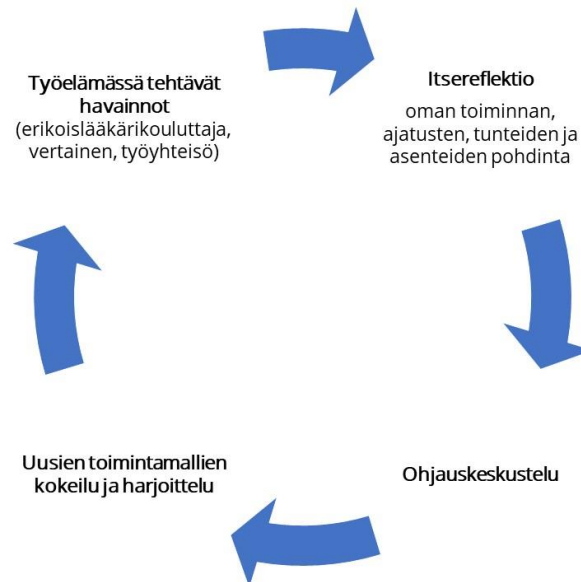 Työelämässä tehtävät
havainnot
(erikoislääkärikouluttaja,
vertainen, työyhteisö)
Itsereflektio
oman toiminnan,
ajatusten, tunteiden ja
asenteiden pohdinta
Ohjauskeskustelu
Uusien toimintamallien
kokeilu ja harjoittelu